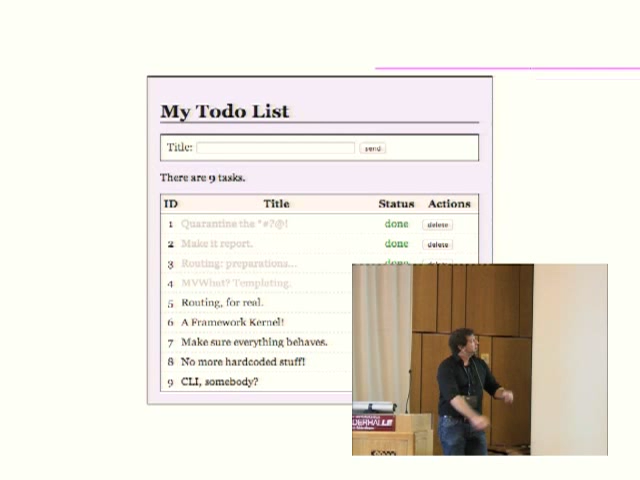 My Todo List
Title: send
There are 9 tasks.
ID Title Status Actions
1 Quarantine the *#?@! done delete
2 Make it report. done delete
3 Routing: preparations... done
4 MVWhat? Templating.
5 Routing, for real.
6 A Framework Kernel!
7 Make sure everything behaves.
8 No more hardcoded stuff!
9 CLI, somebody?
DERHALLE